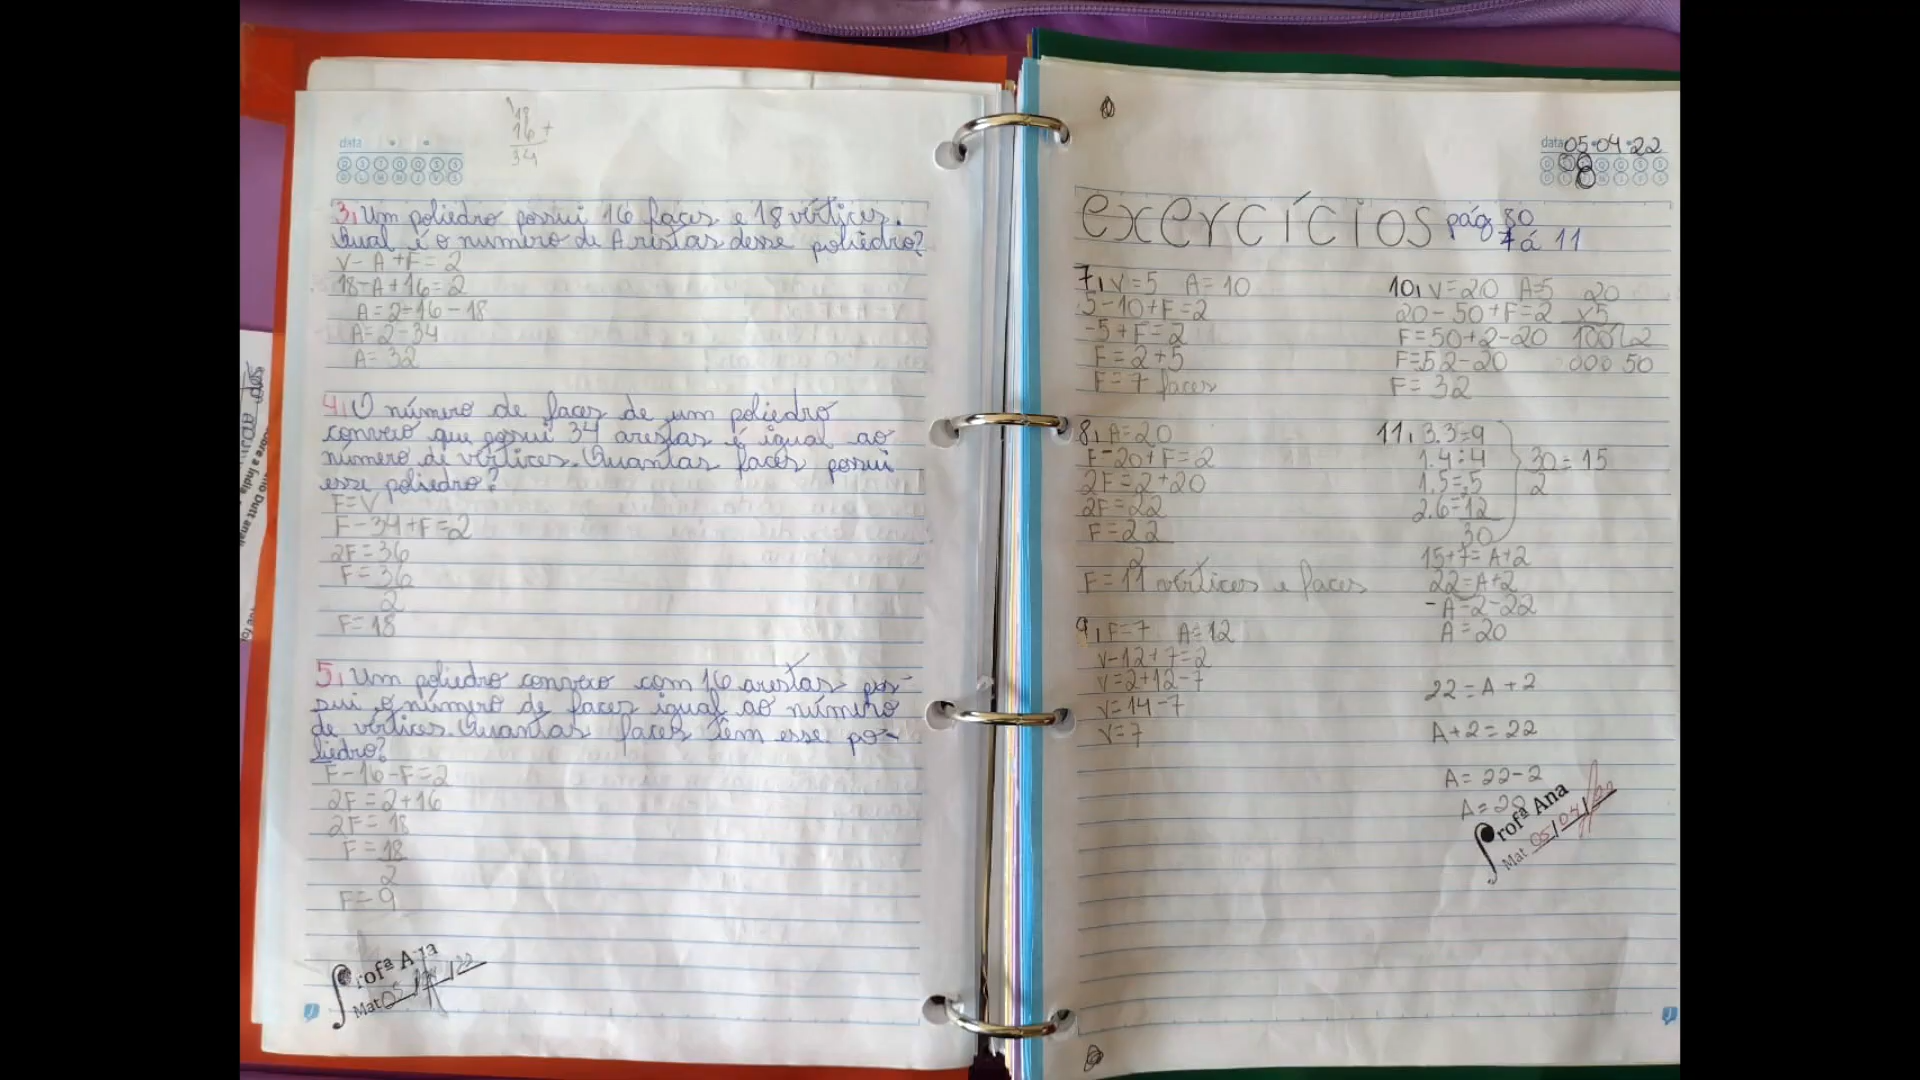 data
18
16 +
34
3, Um poliedro possui 16 faces e 18 vértices.
Qual é o numero de Arestas desse poliedro?
V - A + F = 2
18 - A + 16 = 2
A = 2 - 16 - 18
A = 2 - 34
A = 32
4, O número de faces de um poliedro
convexo que possui 34 arestas é igual ao
número de vértices. Quantas faces possui
esse poliedro?
F = V
F - 34 + F = 2
2F = 36
F = 36
2
F = 18
5, Um poliedro convexo com 16 arestas pos-
sui o número de faces igual ao número
de vértices. Quantas faces têm esse po-
liedro?
F - 16 - F = 2
2F = 2 + 16
2F = 18
F = 18
2
F = 9
Profª Ana
Mat 05/04/22
data 05.04.22
exercícios pág 80
7 á 11
7, V = 5 A = 10
5 - 10 + F = 2
-5 + F = 2
F = 2 + 5
F = 7 faces
8, A = 20
F - 20 + F = 2
2F = 2 + 20
2F = 22
F = 22
2
F = 11 vértices e faces
9, F = 7 A = 12
V - 12 + 7 = 2
V = 2 + 12 - 7
V = 14 - 7
V = 7
10, V = 20 A = 5 20
20 - 50 + F = 2 x5
F = 50 + 2 - 20 100 2
F = 52 - 20 000 50
F = 32
11, 3.3 = 9
1.4 = 4 30 = 15
1.5 = 5 2
2.6 = 12
30
15 + 7 = A + 2
22 = A + 2
-A = 2 - 22
A = 20
22 = A + 2
A + 2 = 22
A = 22 - 2
A = 20
Profª Ana
Mat 05/04/22